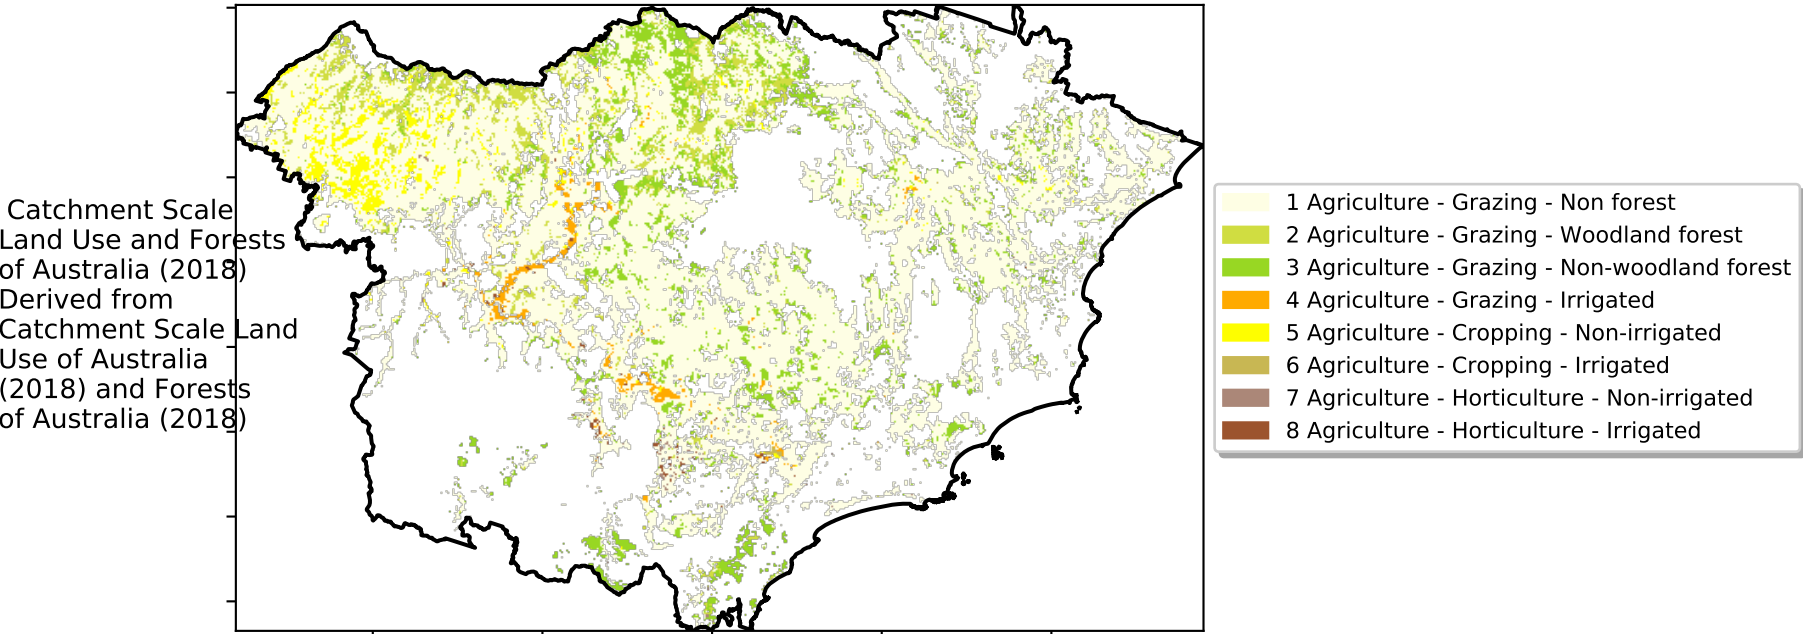 Catchment Scale
Land Use and Forests
of Australia (2018)
Derived from
Catchment Scale Land
Use of Australia
(2018) and Forests
of Australia (2018)
1 Agriculture - Grazing - Non forest
2 Agriculture - Grazing - Woodland forest
3 Agriculture - Grazing - Non-woodland forest
4 Agriculture - Grazing - Irrigated
5 Agriculture - Cropping - Non-irrigated
6 Agriculture - Cropping - Irrigated
7 Agriculture - Horticulture - Non-irrigated
8 Agriculture - Horticulture - Irrigated